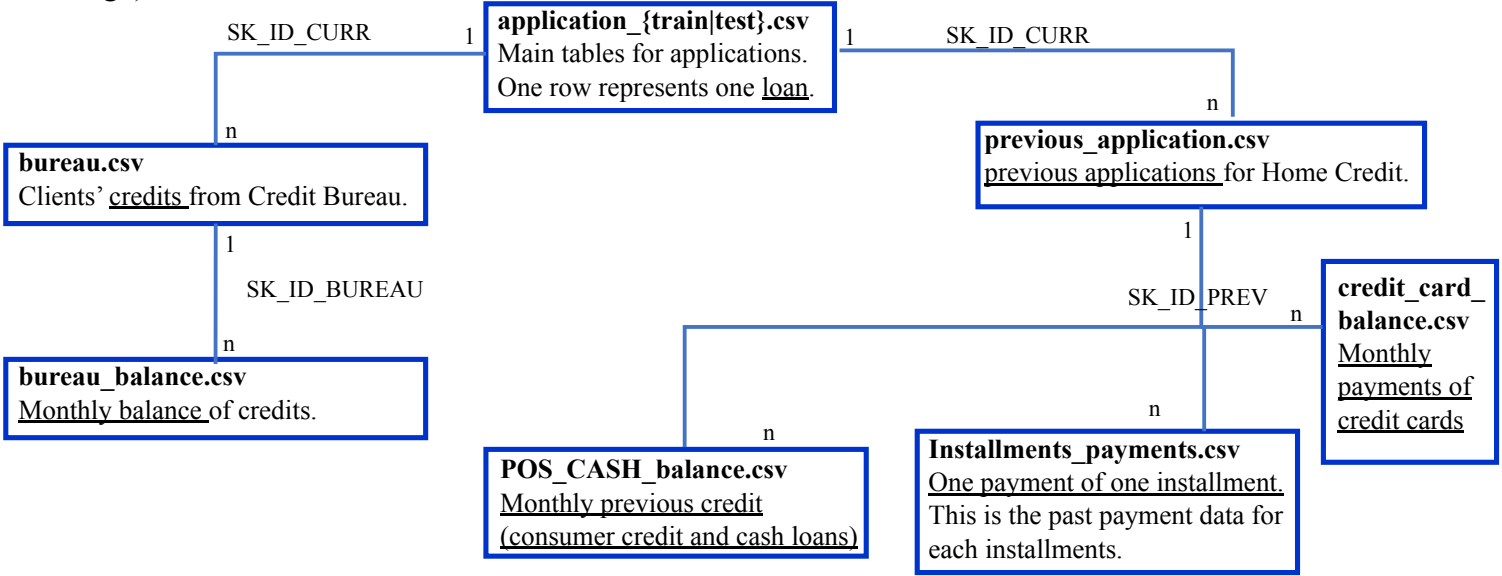 application_{train|test}.csv
Main tables for applications.
One row represents one loan.
SK_ID_CURR
1
1
SK_ID_CURR
n
n
bureau.csv
Clients’ credits from Credit Bureau.
previous_application.csv
previous applications for Home Credit.
1
1
SK_ID_BUREAU
SK_ID_PREV
n
credit_card_
balance.csv
Monthly
payments of
credit cards
n
bureau_balance.csv
Monthly balance of credits.
n
n
POS_CASH_balance.csv
Monthly previous credit
(consumer credit and cash loans)
Installments_payments.csv
One payment of one installment.
This is the past payment data for
each installments.